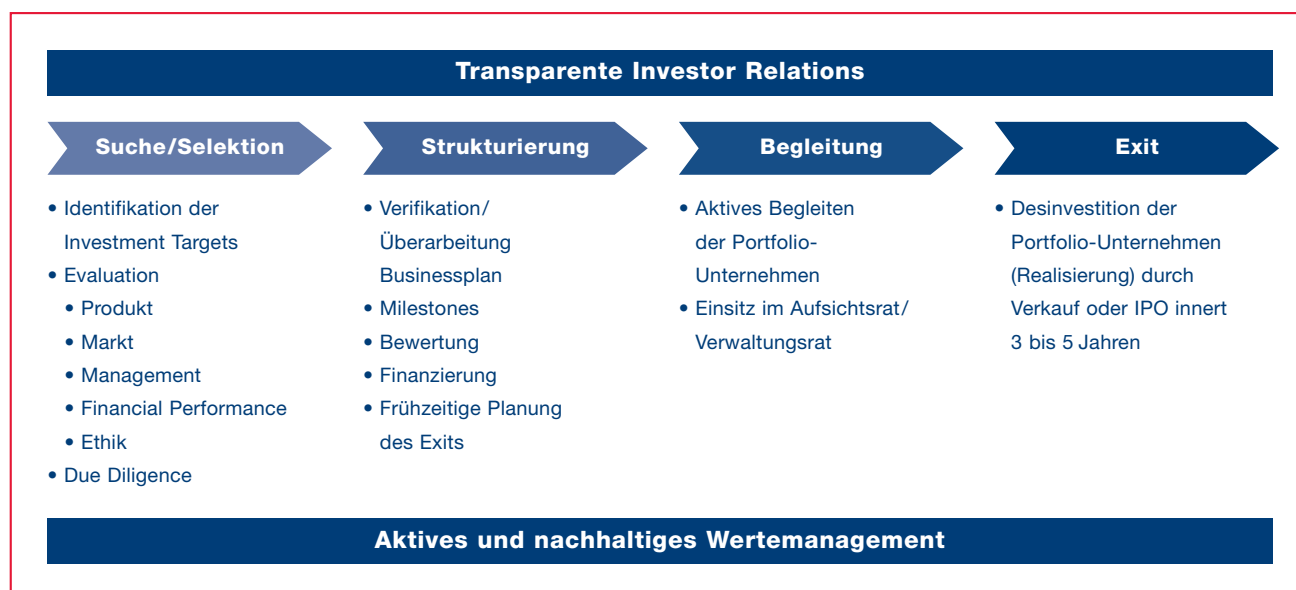 Transparente Investor Relations
Suche/Selektion
• Identifikation der
Investment Targets
• Evaluation
• Produkt
• Markt
• Management
• Financial Performance
• Ethik
• Due Diligence
Strukturierung
• Verifikation/
Überarbeitung
Businessplan
• Milestones
• Bewertung
• Finanzierung
• Frühzeitige Planung
des Exits
Begleitung
• Aktives Begleiten
der Portfolio-
Unternehmen
• Einsitz im Aufsichtsrat/
Verwaltungsrat
Exit
• Desinvestition der
Portfolio-Unternehmen
(Realisierung) durch
Verkauf oder IPO innert
3 bis 5 Jahren
Aktives und nachhaltiges Wertemanagement